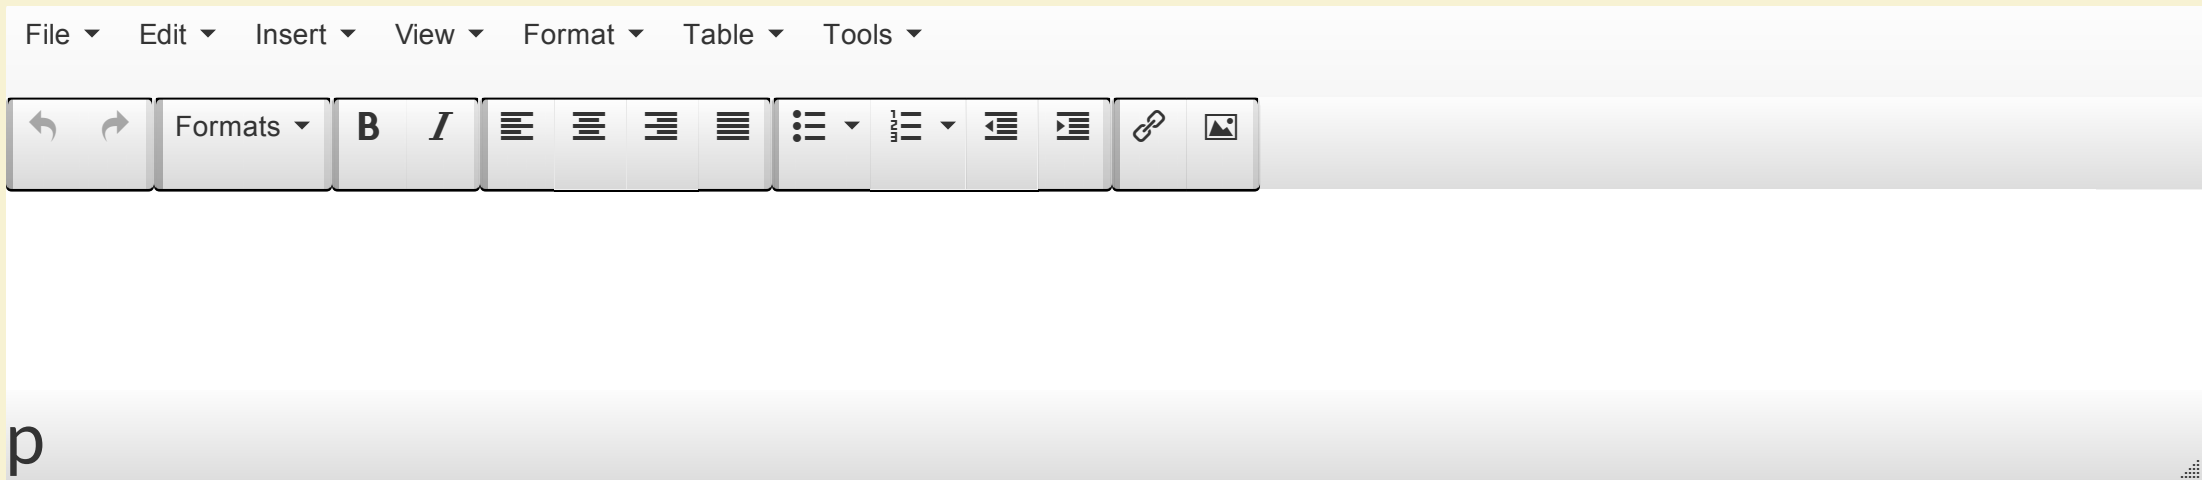 File Edit Insert View Format Table Tools
Formats B I
p